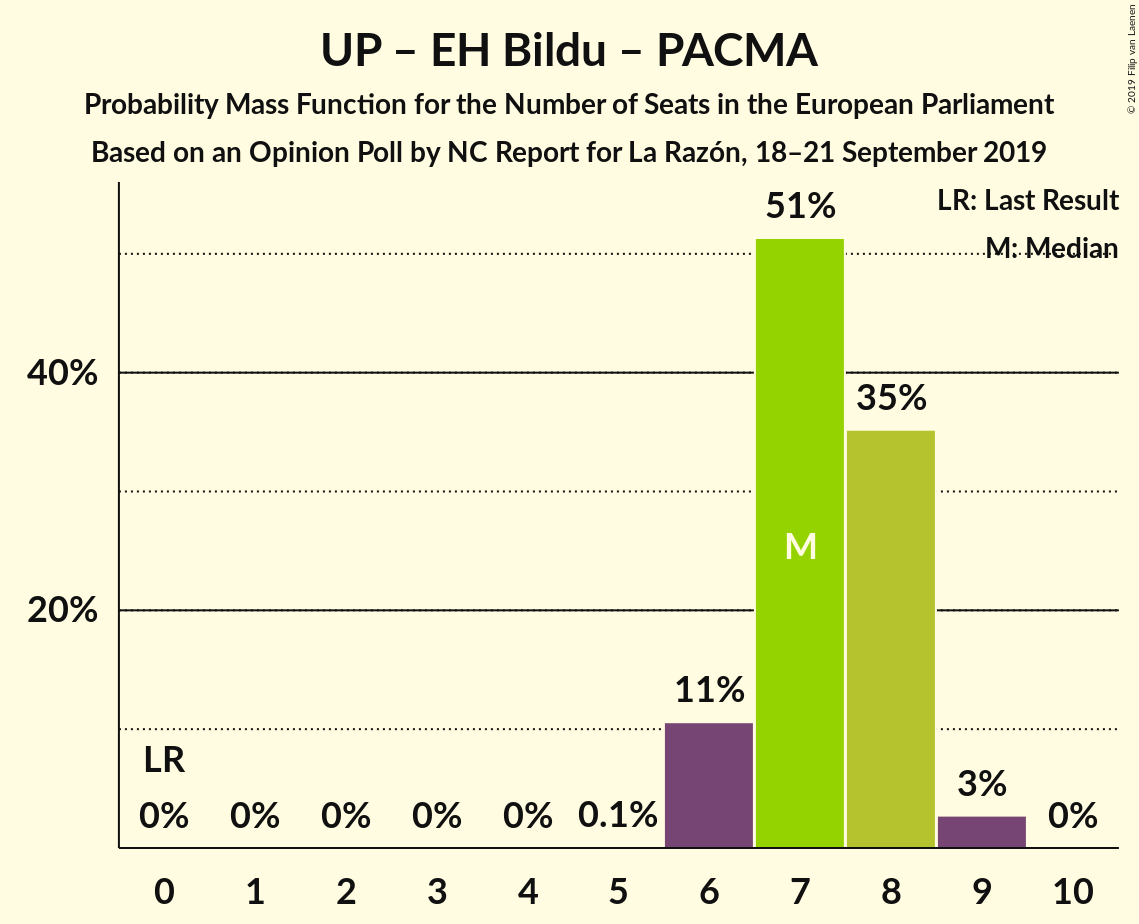 UP – EH Bildu – PACMA
Probability Mass Function for the Number of Seats in the European Parliament
Based on an Opinion Poll by NC Report for La Razón, 18–21 September 2019
© 2019 Filip van Laenen
LR: Last Result
M: Median
51%
40%
35%
M
20%
11%
LR
3%
0% 0% 0% 0% 0% 0.1% 0%
0 1 2 3 4 5 6 7 8 9 10